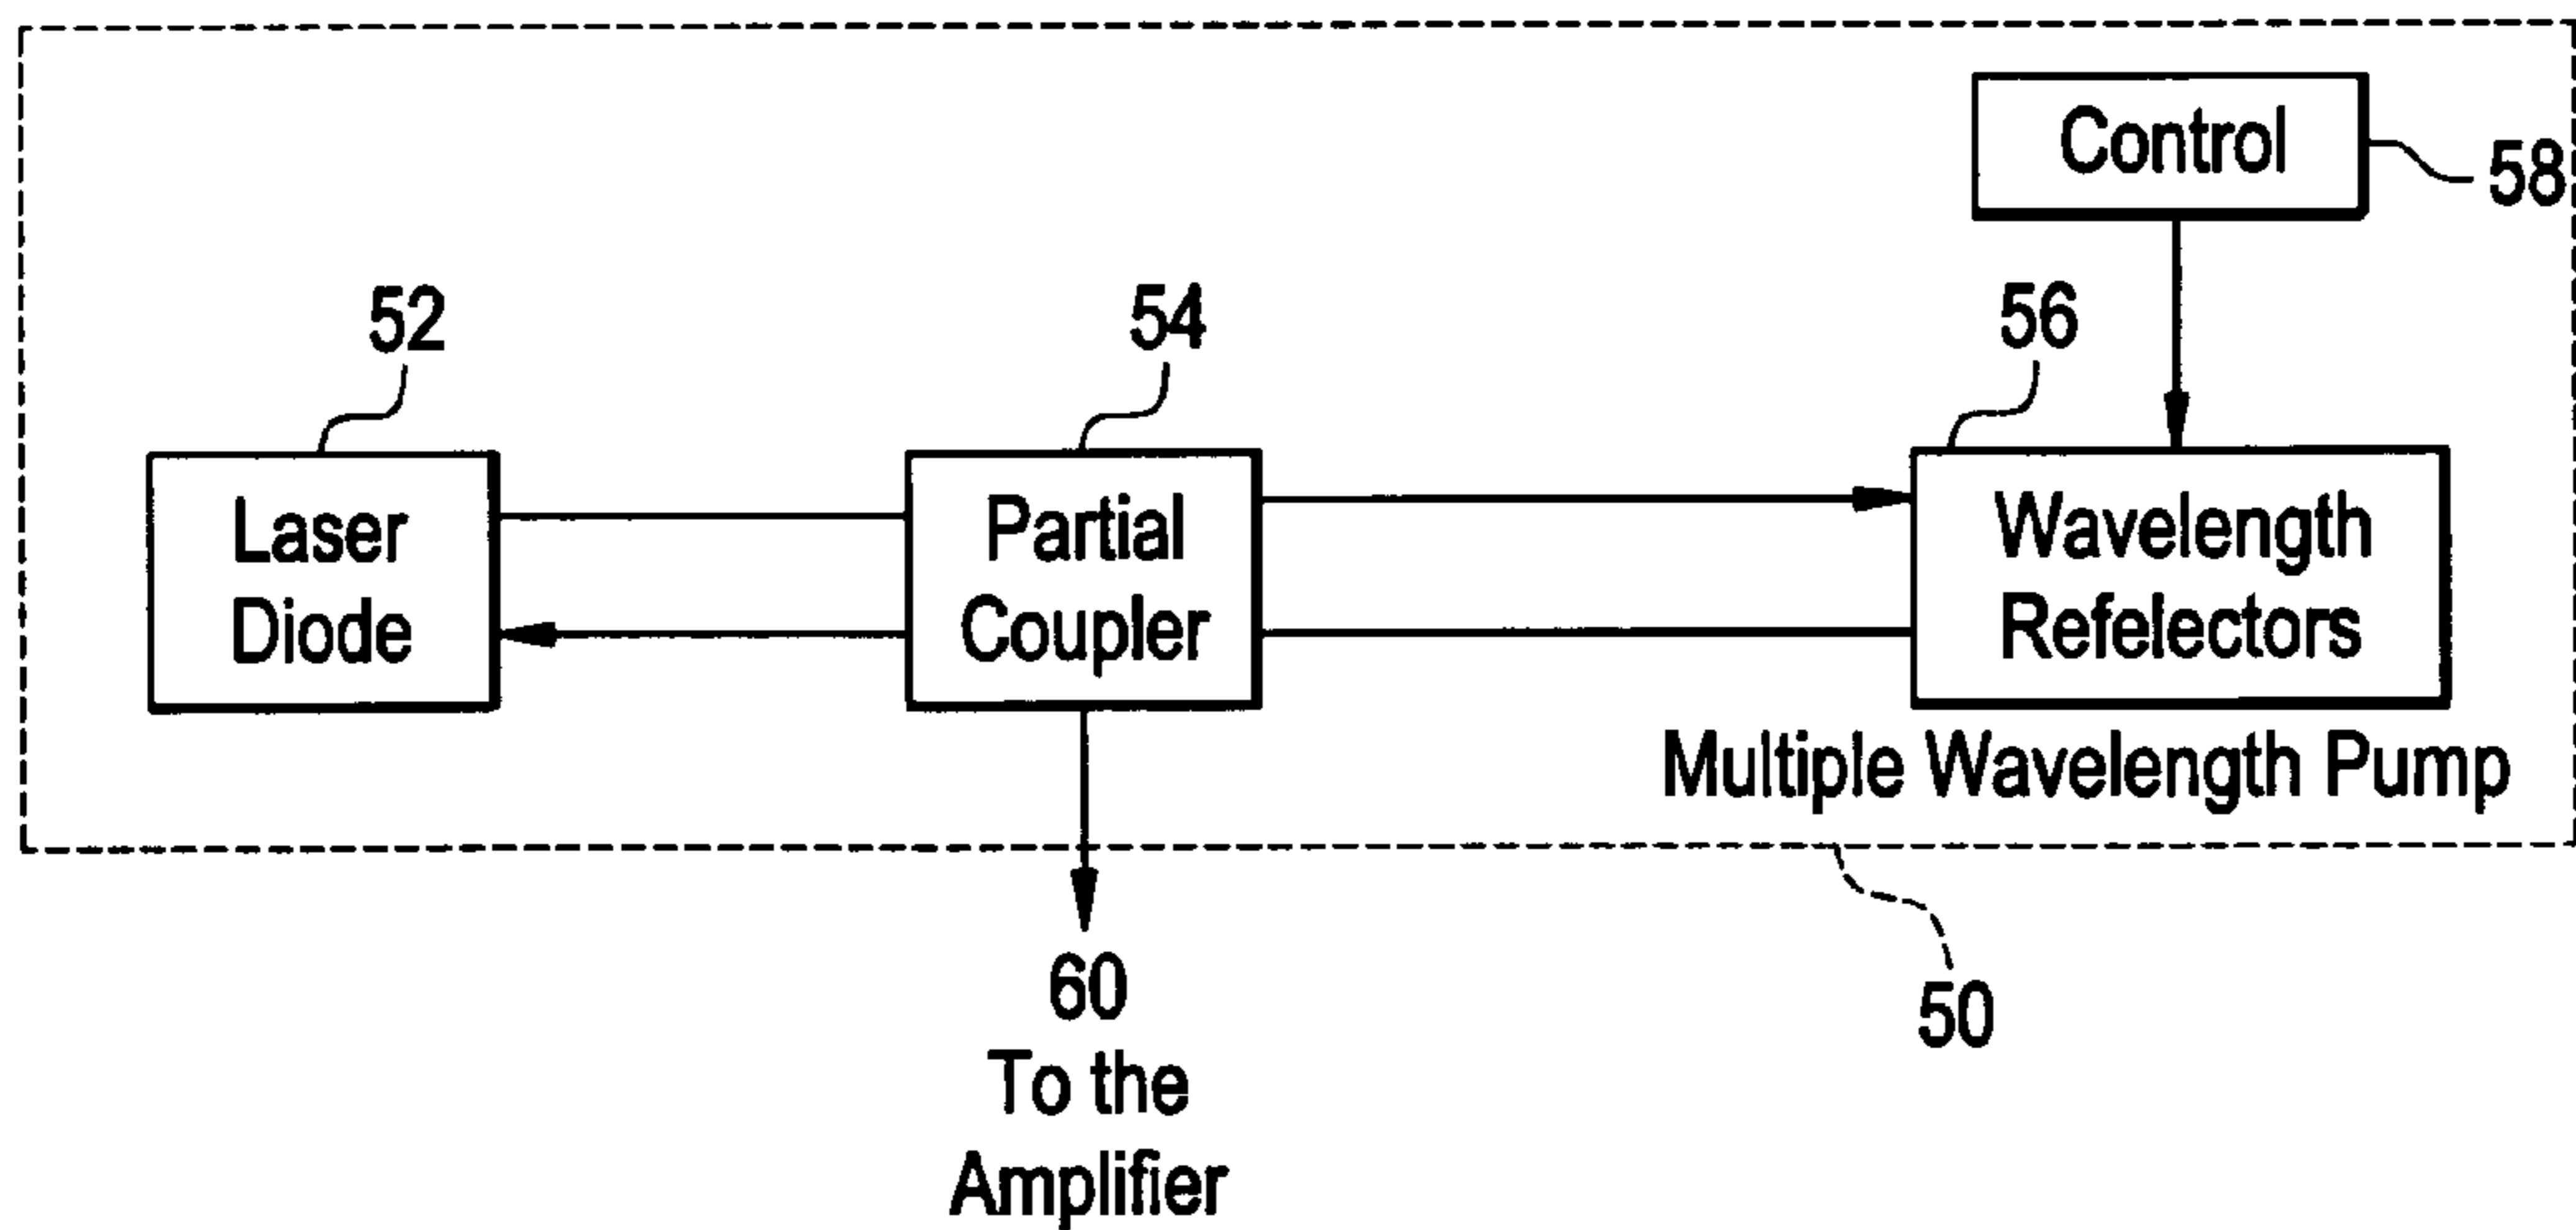 Control
58
52
54
56
Laser
Diode
Partial
Coupler
Wavelength
Refelectors
Multiple Wavelength Pump
60
To the
Amplifier
50